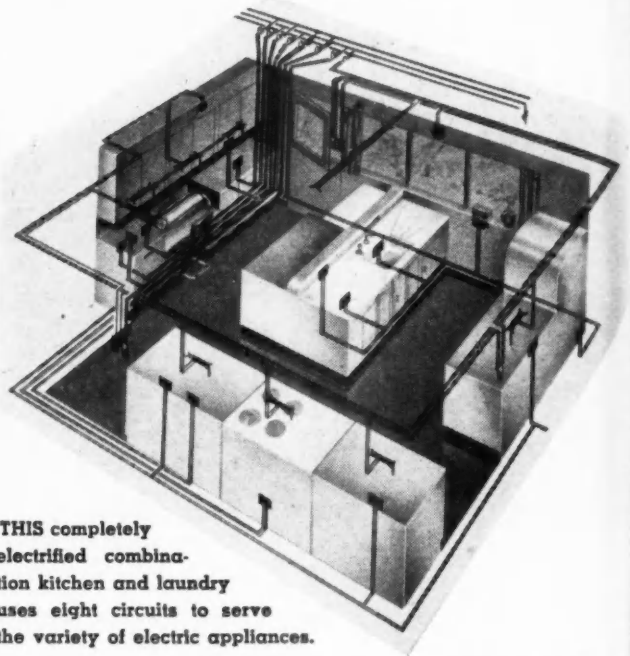 THIS completely
electrified combina-
tion kitchen and laundry
uses eight circuits to serve
the variety of electric appliances.